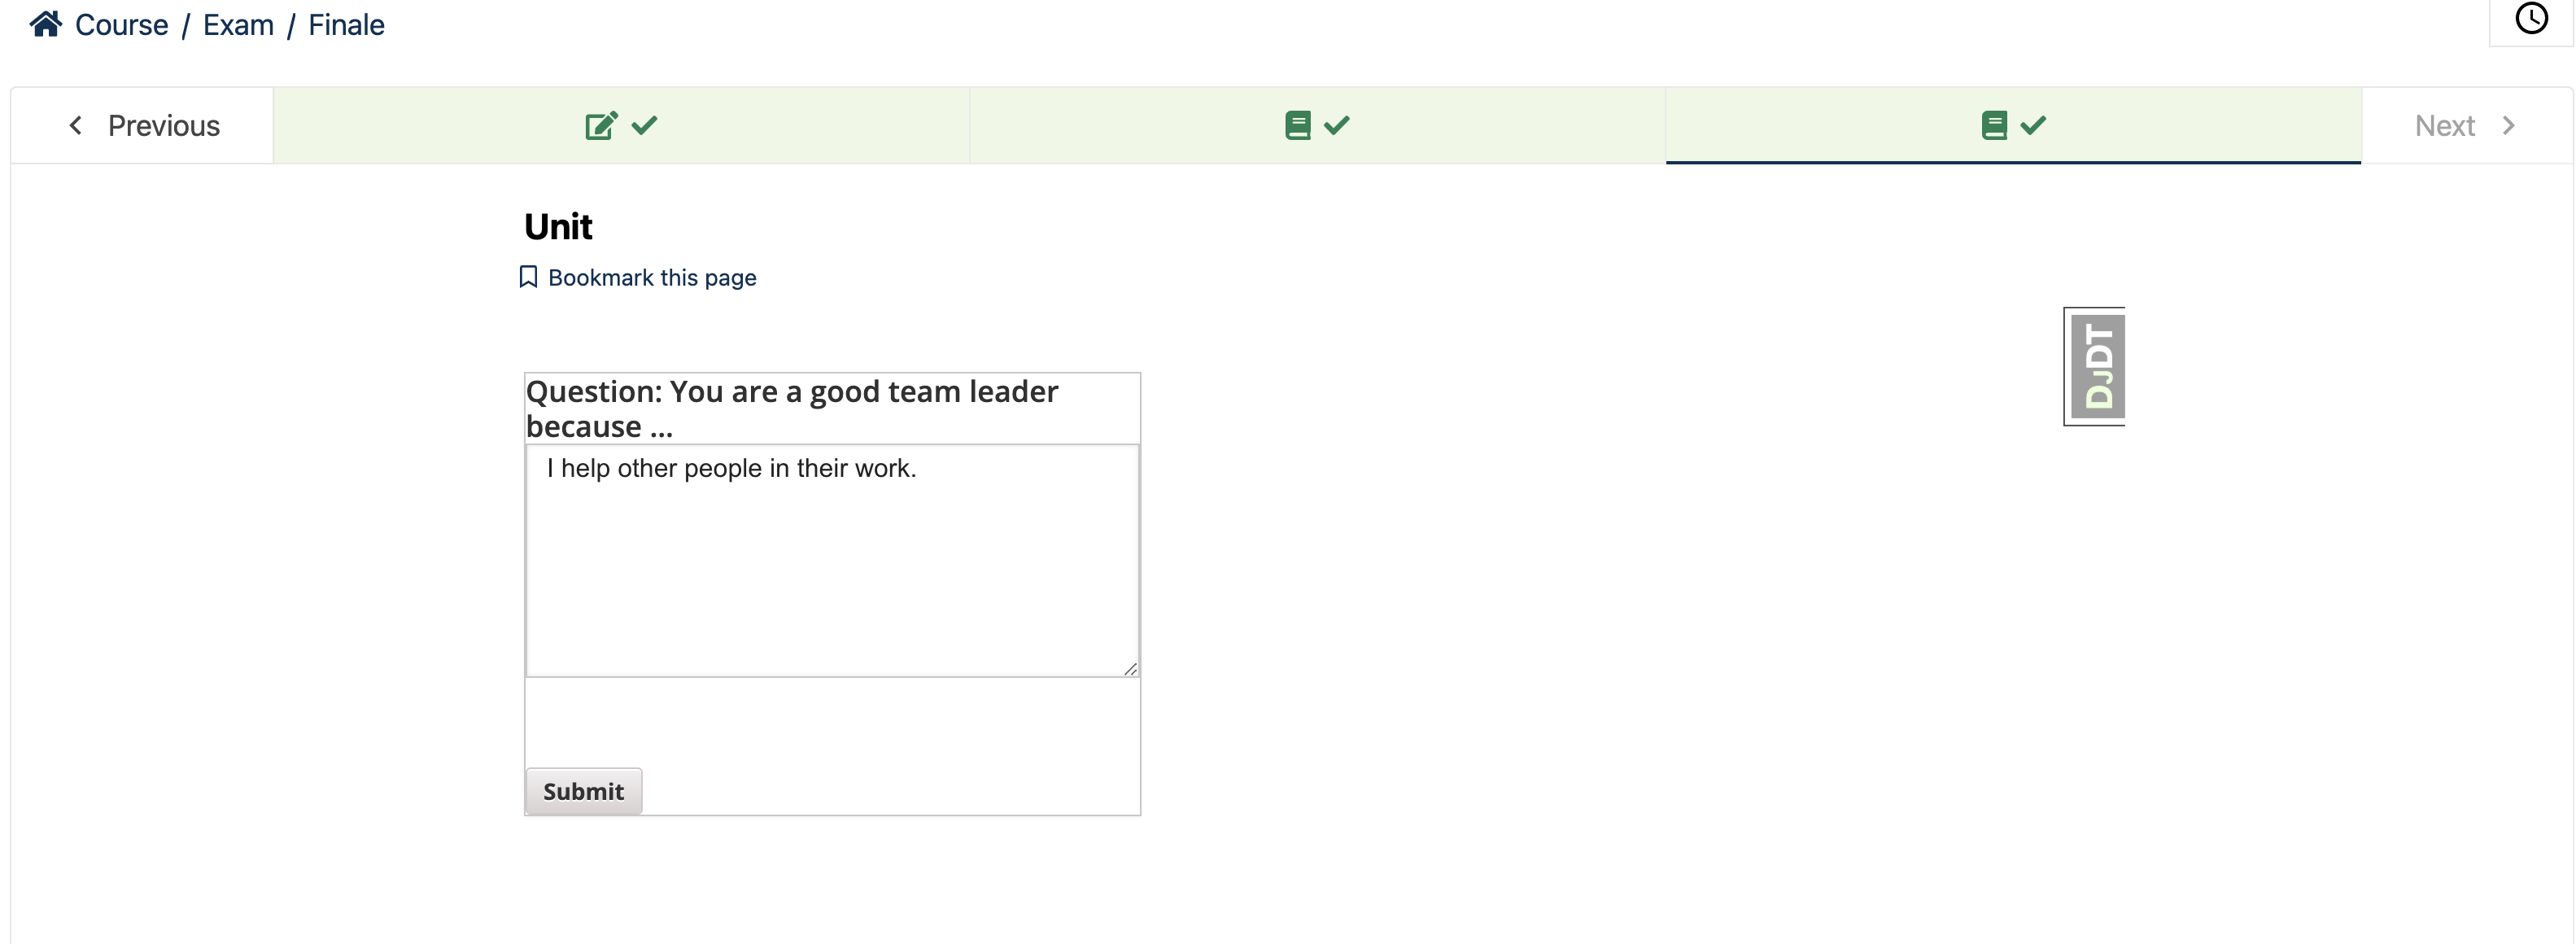 Course / Exam / Finale
Previous
Next
Unit
Bookmark this page
DJDT
Question: You are a good team leader
because ...
I help other people in their work.
Submit